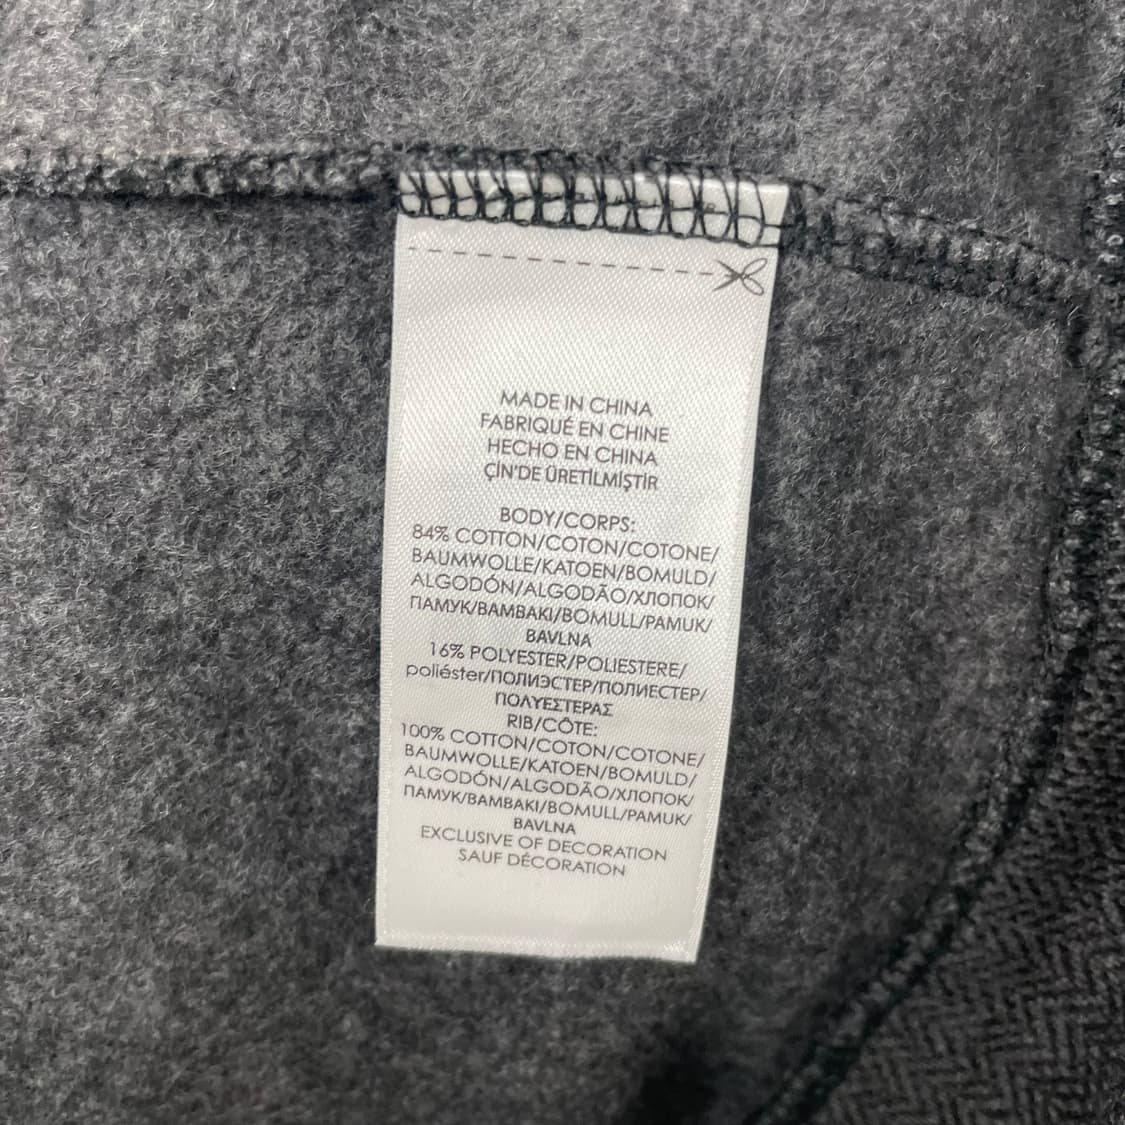 MADE IN CHINA
FABRIQUÉ EN CHINE
HECHO EN CHINA
ÇİN'DE ÜRETİLMİŞTİR
BODY/CORPS:
84% COTTON/COTON/COTONE/
BAUMWOLLE/KATOEN/BOMULD/
ALGODÓN/ALGODÃO/ХЛОПОК/
ПАМУК/ΒΑΜΒΑΚΙ/BOMULL/PAMUK/
BAVLNA
16% POLYESTER/POLIESTERE/
poliéster/ПОЛИЭСТЕР/ПОЛИЕСТЕР/
ΠΟΛΥΕΣΤΕΡΑΣ
RIB/CÔTE:
100% COTTON/COTON/COTONE/
BAUMWOLLE/KATOEN/BOMULD/
ALGODÓN/ALGODÃO/ХЛОПОК/
ПАМУК/ΒΑΜΒΑΚΙ/BOMULL/PAMUK/
BAVLNA
EXCLUSIVE OF DECORATION
SAUF DÉCORATION